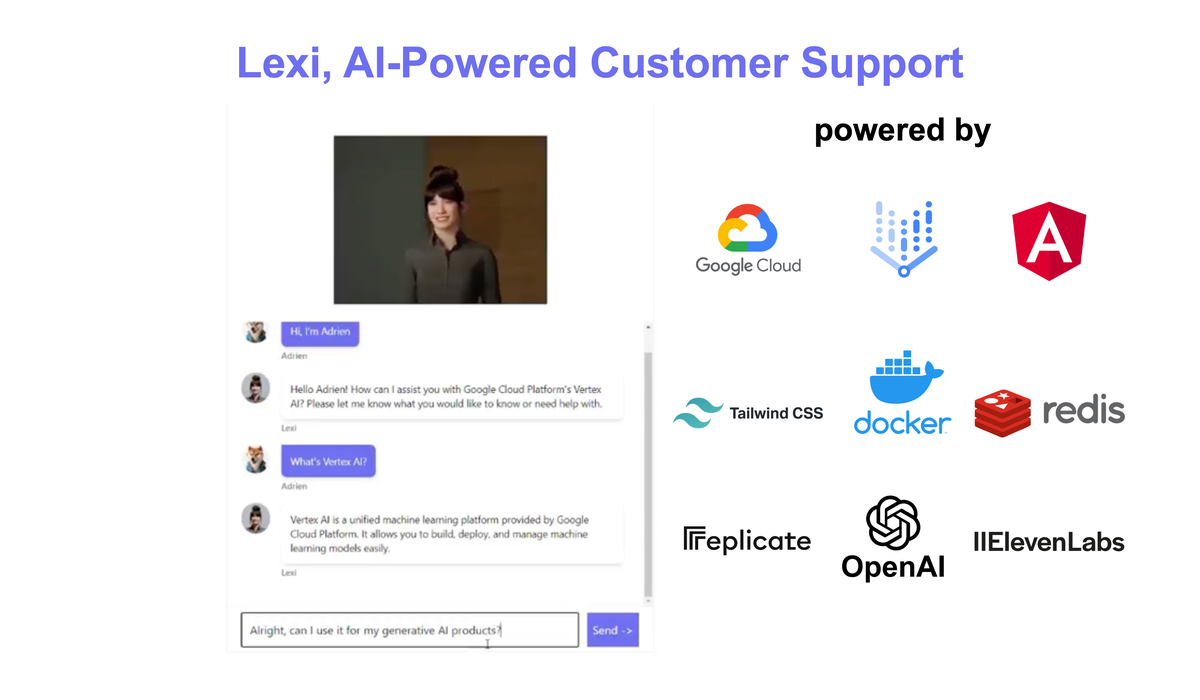 Lexi, AI-Powered Customer Support
powered by
Hi, I'm Adrien
Adrien
Hello Adrien! How can I assist you with Google Cloud Platform's Vertex
AI? Please let me know what you would like to know or need help with.
Lexi
What's Vertex AI?
Adrien
Vertex AI is a unified machine learning platform provided by Google
Cloud Platform. It allows you to build, deploy, and manage machine
learning models easily.
Lexi
Alright, can I use it for my generative AI products?
Send ->
Google Cloud
A
Tailwind CSS
docker
redis
replicate
OpenAI
IIElevenLabs